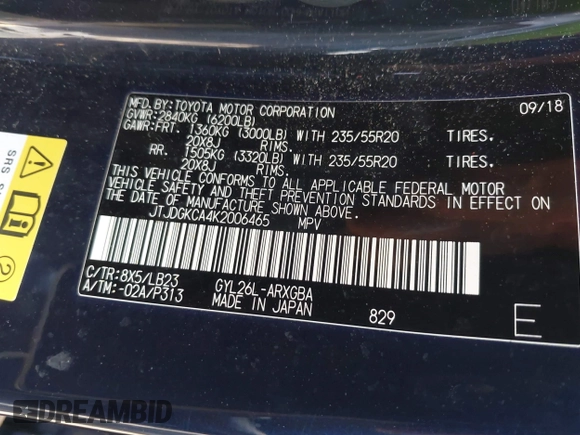 MFD.BY:TOYOTA MOTOR CORPORATION 09/18
GVWR:2840KG (6200LB)
GAWR:FRT. 1360KG (3000LB) WITH 235/55R20 TIRES.
20X8J RIMS.
RR. 1505KG (3320LB) WITH 235/55R20 TIRES.
20X8J RIMS.
THIS VEHICLE CONFORMS TO ALL APPLICABLE FEDERAL MOTOR
VEHICLE SAFETY AND THEFT PREVENTION STANDARDS IN EFFECT ON
THE DATE OF MANUFACTURE SHOWN ABOVE.
JTJDGKCA4K2006465 MPV
C/TR:8X5/LB23 GYL26L-ARXGBA
A/TM:-02A/P313 MADE IN JAPAN 829 E
SRS
2
DREAMBID